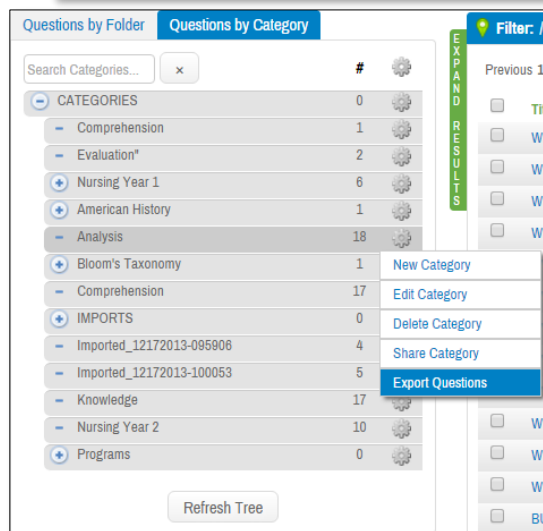 Questions by Folder
Questions by Category
Search Categories...
×
#
CATEGORIES 0
Comprehension 1
Evaluation" 2
Nursing Year 1 6
American History 1
Analysis 18
Bloom's Taxonomy 1
Comprehension 17
IMPORTS 0
Imported_12172013-095906 4
Imported_12172013-100053 5
Knowledge 17
Nursing Year 2 10
Programs 0
Refresh Tree
New Category
Edit Category
Delete Category
Share Category
Export Questions
EXPAND RESULTS
Filter: /
Previous 1
Ti
W
W
W
W
W
W
W